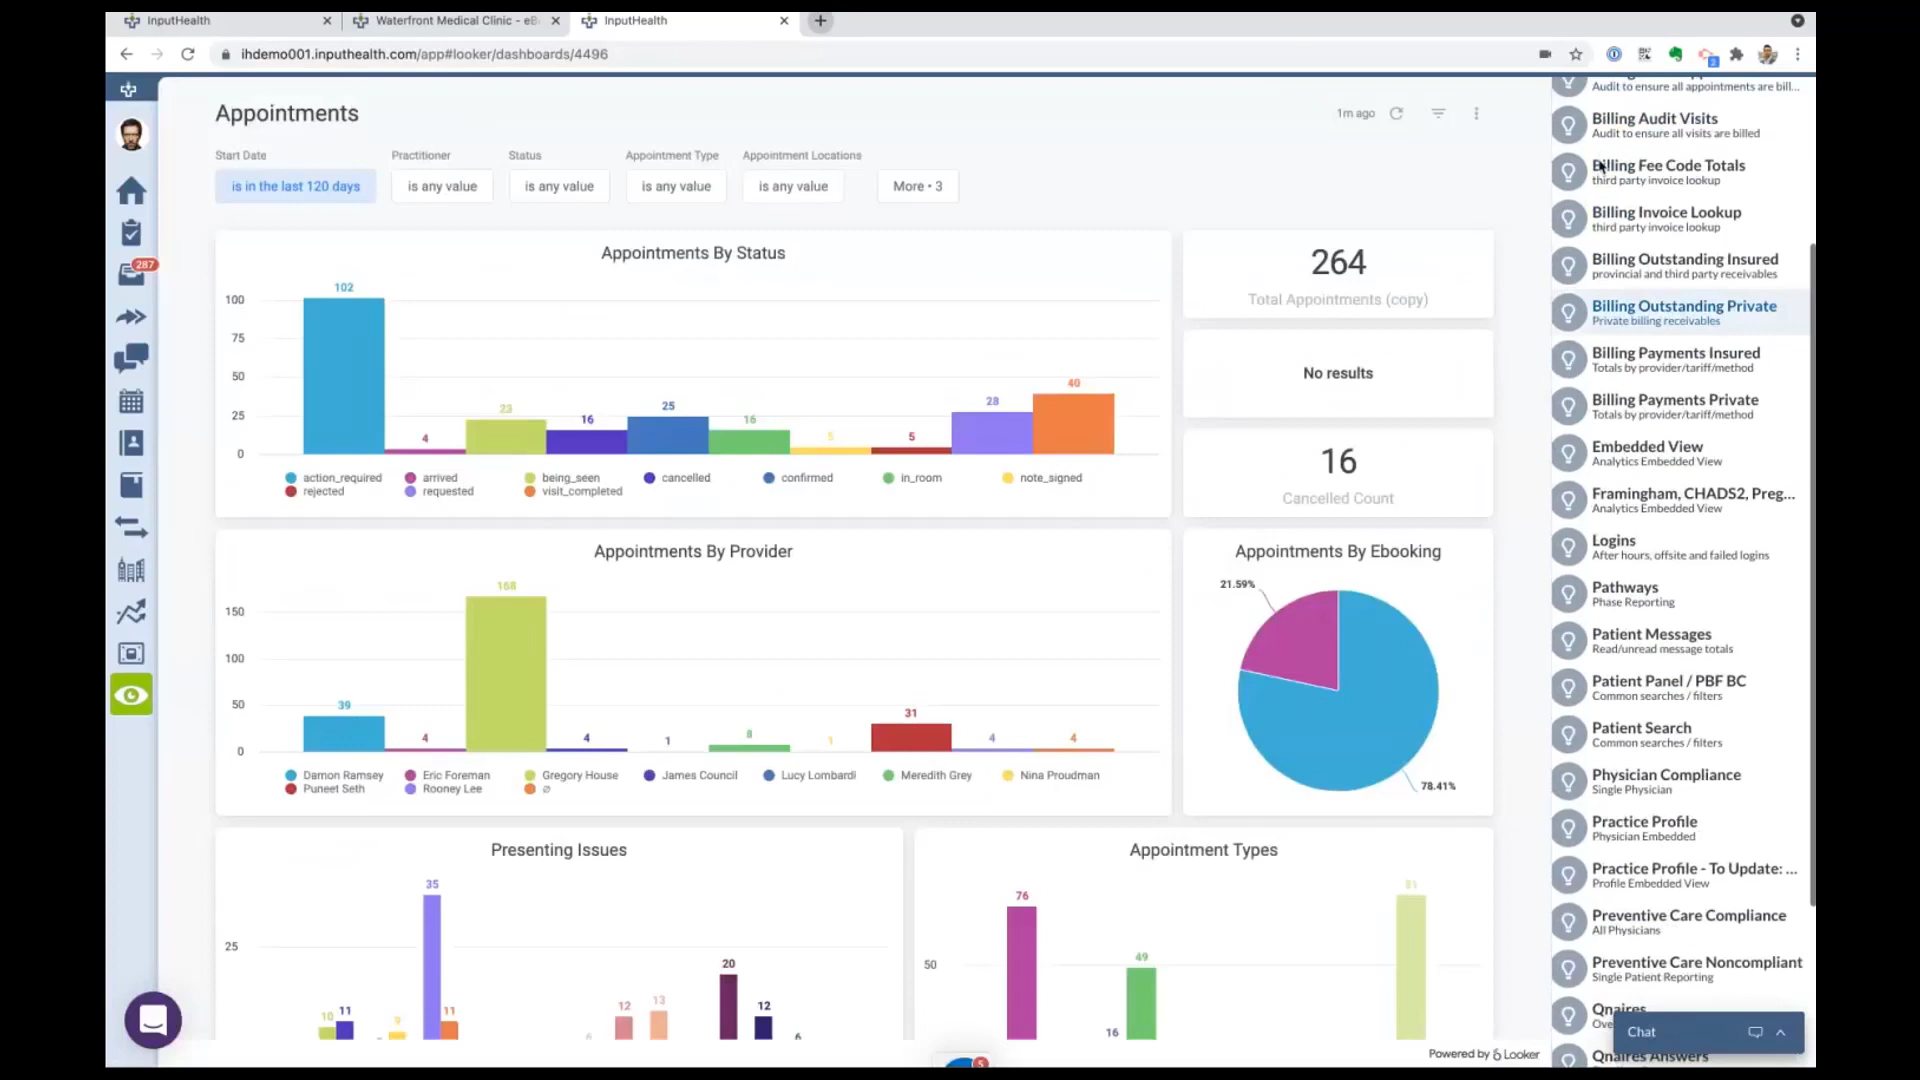 InputHealth
Waterfront Medical Clinic - eB
InputHealth
ihdemo001.inputhealth.com/app#looker/dashboards/4496
2
287
Appointments
1m ago
Start Date
Practitioner
Status
Appointment Type
Appointment Locations
is in the last 120 days
is any value
is any value
is any value
is any value
More • 3
Appointments By Status
102
100
75
50
25
0
4
23
16
25
16
5
5
28
40
action_required
arrived
being_seen
cancelled
confirmed
in_room
note_signed
rejected
requested
visit_completed
264
Total Appointments (copy)
No results
16
Cancelled Count
Appointments By Provider
168
150
100
50
0
39
4
4
1
8
1
31
4
4
Damon Ramsey
Eric Foreman
Gregory House
James Council
Lucy Lombardi
Meredith Grey
Nina Proudman
Puneet Seth
Rooney Lee
∅
Appointments By Ebooking
21.59%
78.41%
Presenting Issues
35
25
10
11
9
11
6
12
13
20
12
6
Appointment Types
76
50
16
49
81
Powered by Looker
5
Audit to ensure all appointments are bill...
Billing Audit Visits
Audit to ensure all visits are billed
Billing Fee Code Totals
third party invoice lookup
Billing Invoice Lookup
third party invoice lookup
Billing Outstanding Insured
provincial and third party receivables
Billing Outstanding Private
Private billing receivables
Billing Payments Insured
Totals by provider/tariff/method
Billing Payments Private
Totals by provider/tariff/method
Embedded View
Analytics Embedded View
Framingham, CHADS2, Preg...
Analytics Embedded View
Logins
After hours, offsite and failed logins
Pathways
Phase Reporting
Patient Messages
Read/unread message totals
Patient Panel / PBF BC
Common searches / filters
Patient Search
Common searches / filters
Physician Compliance
Single Physician
Practice Profile
Physician Embedded
Practice Profile - To Update: ...
Profile Embedded View
Preventive Care Compliance
All Physicians
Preventive Care Noncompliant
Single Patient Reporting
Qnaires
Ove
Chat
Qnaires Answers